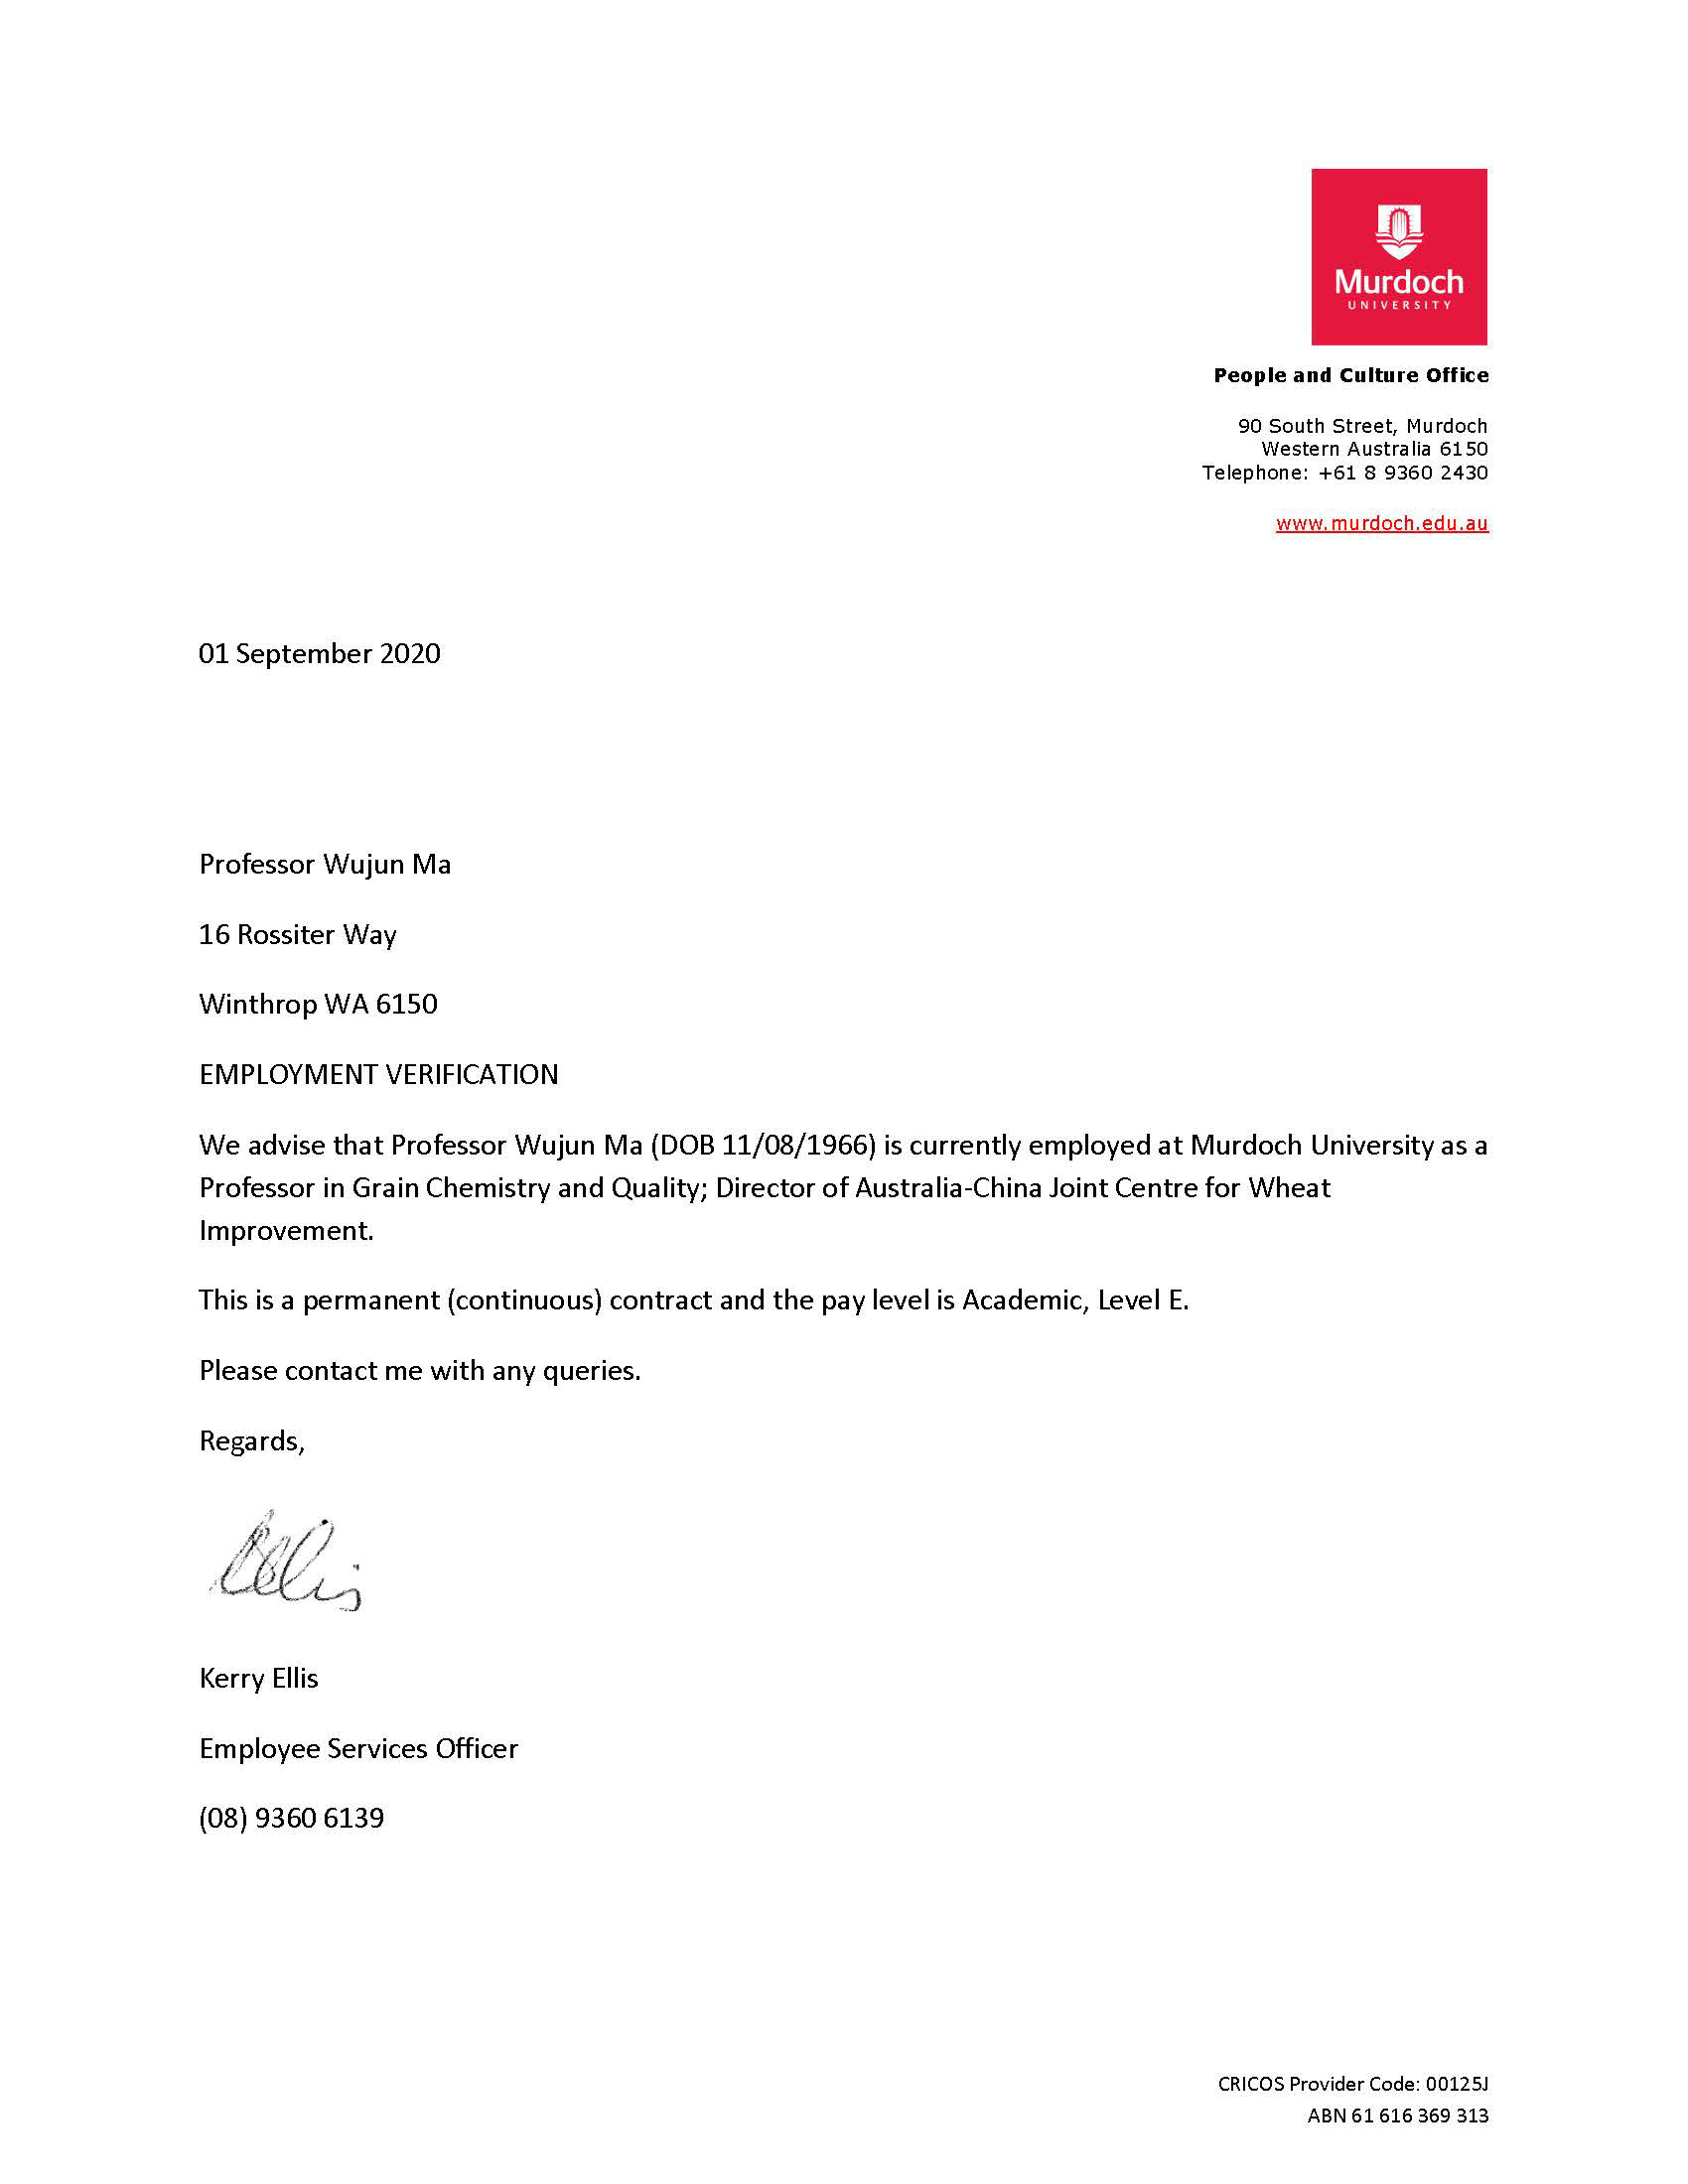 Murdoch
UNIVERSITY
People and Culture Office
90 South Street, Murdoch
Western Australia 6150
Telephone: +61 8 9360 2430
www.murdoch.edu.au
01 September 2020
Professor Wujun Ma
16 Rossiter Way
Winthrop WA 6150
EMPLOYMENT VERIFICATION
We advise that Professor Wujun Ma (DOB 11/08/1966) is currently employed at Murdoch University as a
Professor in Grain Chemistry and Quality; Director of Australia-China Joint Centre for Wheat
Improvement.
This is a permanent (continuous) contract and the pay level is Academic, Level E.
Please contact me with any queries.
Regards,
Kerry Ellis
Employee Services Officer
(08) 9360 6139
CRICOS Provider Code: 00125J
ABN 61 616 369 313